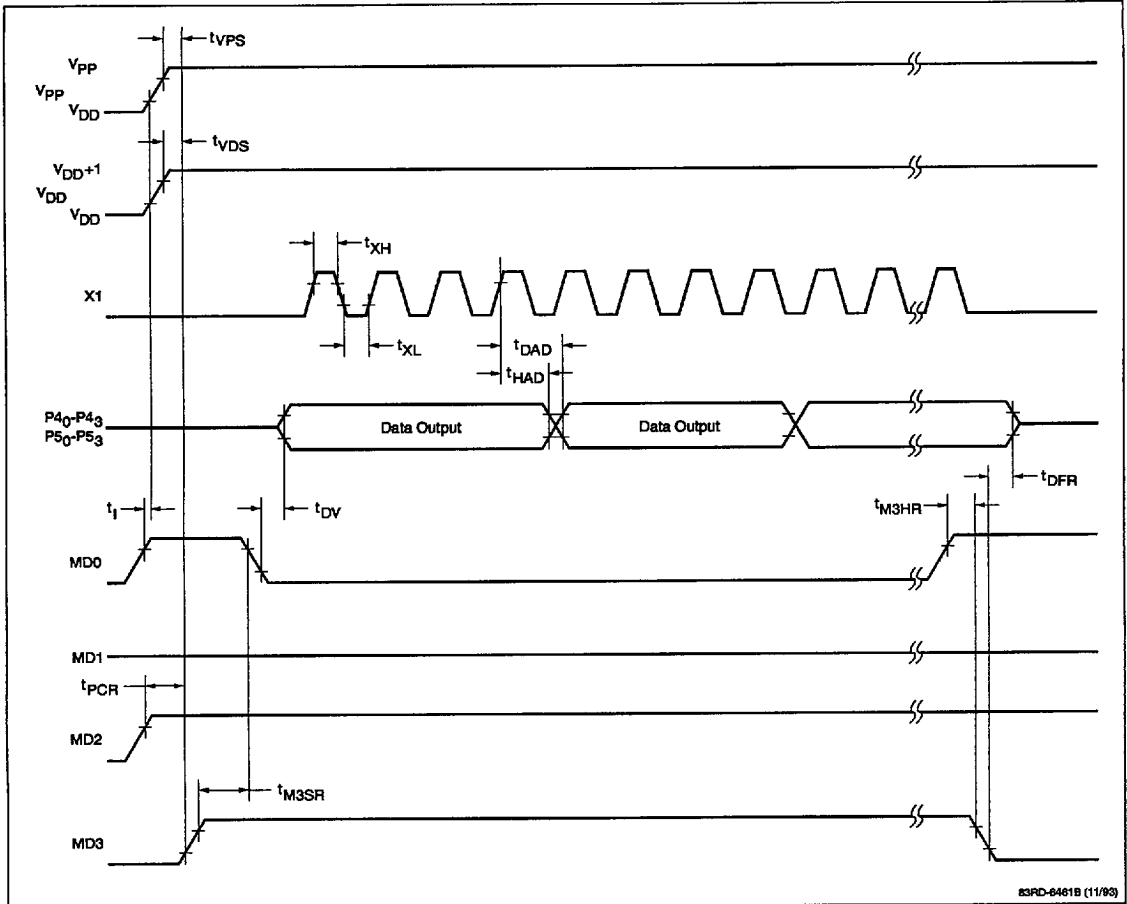 tVPS
VPP
VPP
VDD
tVDS
VDD+1
VDD
VDD
tXH
X1
tXL
tDAD
tHAD
P40-P43
P50-P53
Data Output
Data Output
tDFR
tI
tDV
tM3HR
MD0
MD1
tPCR
MD2
tM3SR
MD3
83RD-6461B (11/93)